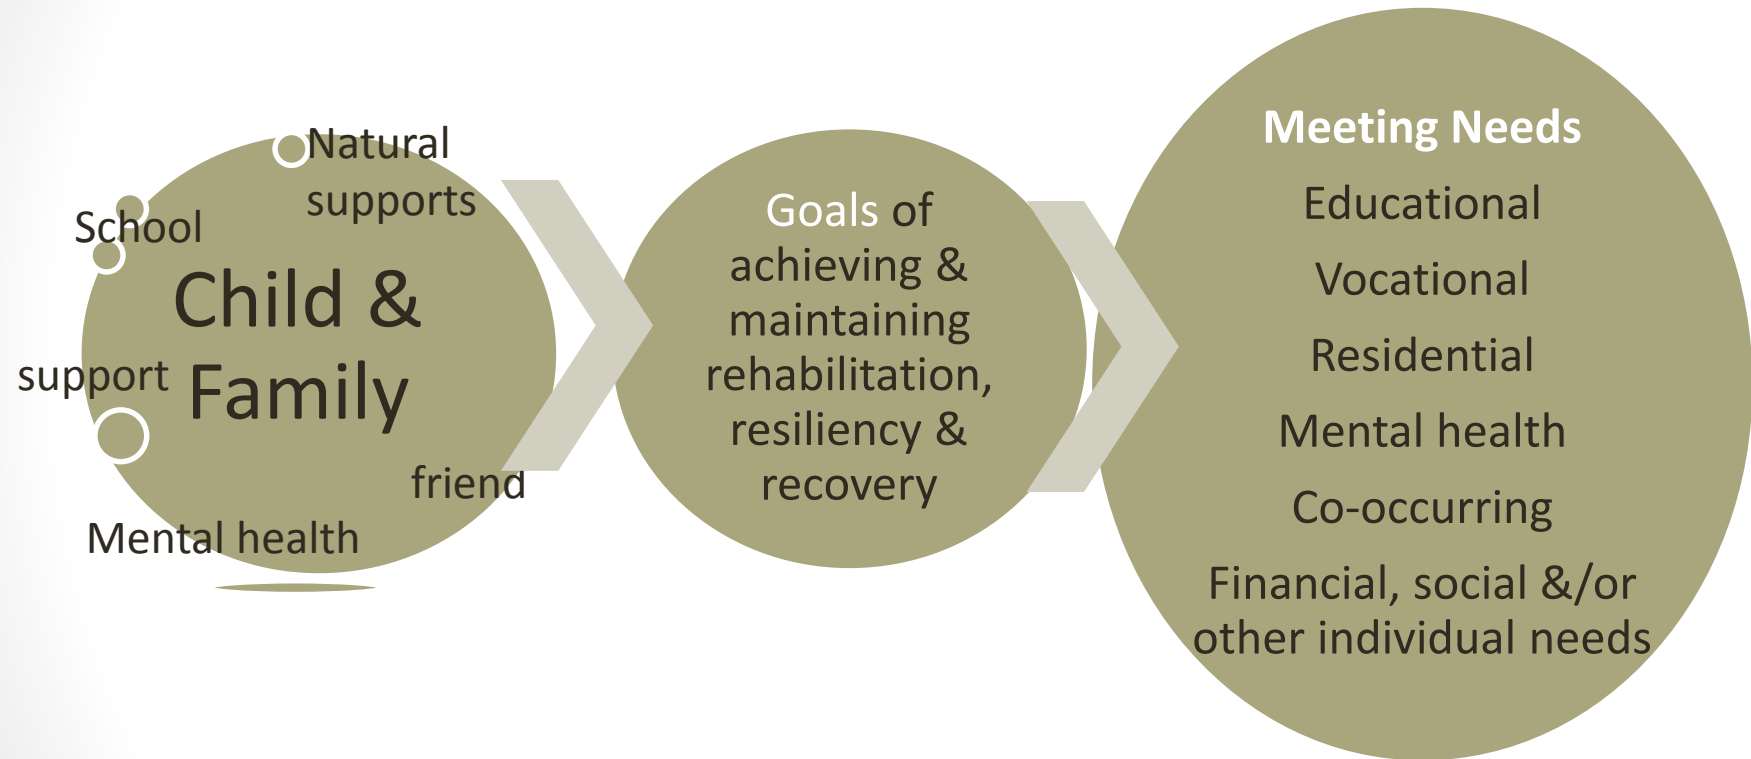 Natural
supports
School
Child &
Family
support
friend
Mental health
Goals of
achieving &
maintaining
rehabilitation,
resiliency &
recovery
Meeting Needs
Educational
Vocational
Residential
Mental health
Co-occurring
Financial, social &/or
other individual needs